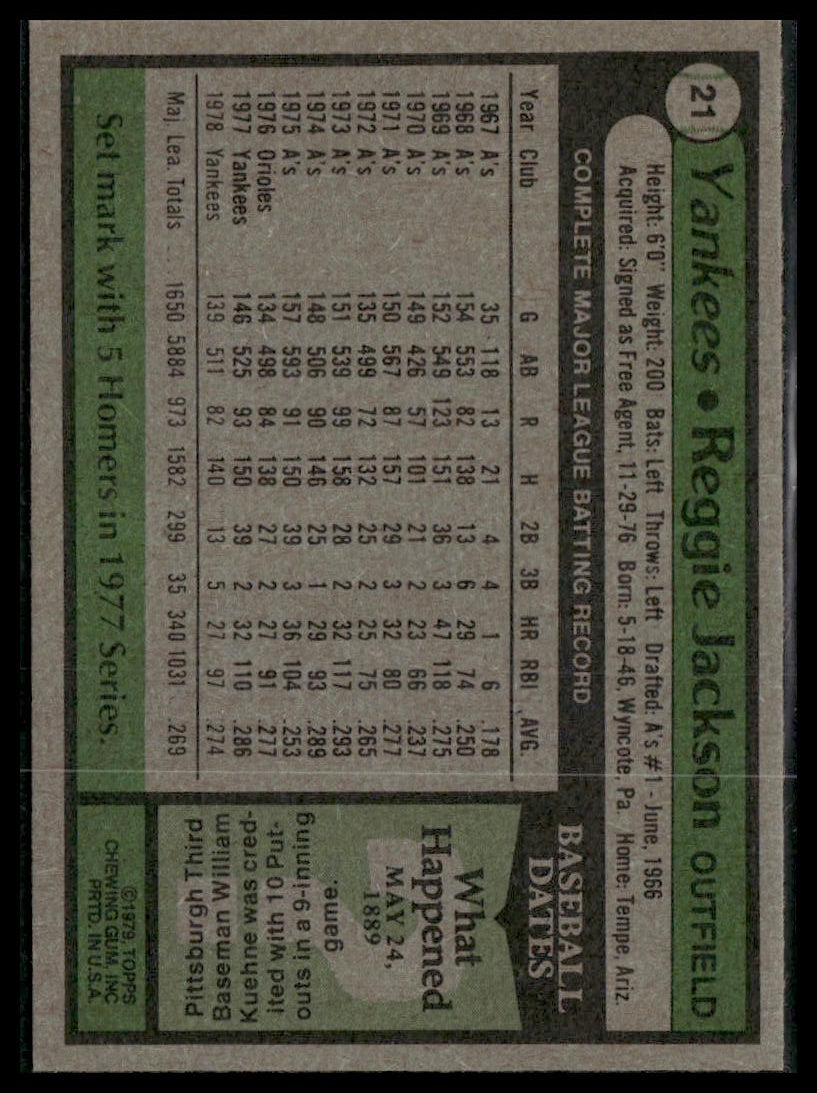 21 Yankees • Reggie Jackson OUTFIELD
Height: 6'0" Weight: 200 Bats: Left Throws: Left Drafted: A's #1 - June, 1966
Acquired: Signed as Free Agent, 11-29-76 Born: 5-18-46, Wyncote, Pa. Home: Tempe, Ariz.
COMPLETE MAJOR LEAGUE BATTING RECORD
Year Club G AB R H 2B 3B HR RBI AVG.
1967 A's 35 118 13 21 4 4 1 6 .178
1968 A's 154 553 82 138 13 6 29 74 .250
1969 A's 152 549 123 151 36 3 47 118 .275
1970 A's 149 426 57 101 21 2 23 66 .237
1971 A's 150 567 87 157 29 3 32 80 .277
1972 A's 135 499 72 132 25 2 25 75 .265
1973 A's 151 539 99 158 28 2 32 117 .293
1974 A's 148 506 90 146 25 1 29 93 .289
1975 A's 157 593 91 150 39 3 36 104 .253
1976 Orioles 134 498 84 138 27 2 27 91 .277
1977 Yankees 146 525 93 150 39 2 32 110 .286
1978 Yankees 139 511 82 140 13 5 27 97 .274
Maj. Lea. Totals 1650 5884 973 1582 299 35 340 1031 .269
Set mark with 5 Homers in 1977 Series.
BASEBALL
DATES
What
Happened
MAY 24,
1889
Pittsburgh Third
Baseman William
Kuehne was cred-
ited with 10 Put-
outs in a 9-inning
game.
©1979, TOPPS
CHEWING GUM, INC
PRTD. IN U.S.A.